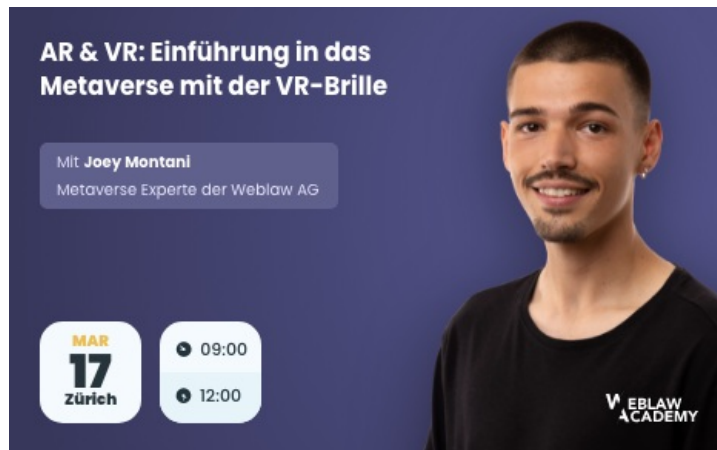 AR & VR: Einführung in das
Metaverse mit der VR-Brille
Mit Joey Montani
Metaverse Experte der Weblaw AG
MAR
17
Zürich
09:00
12:00
WEBLAW
ACADEMY